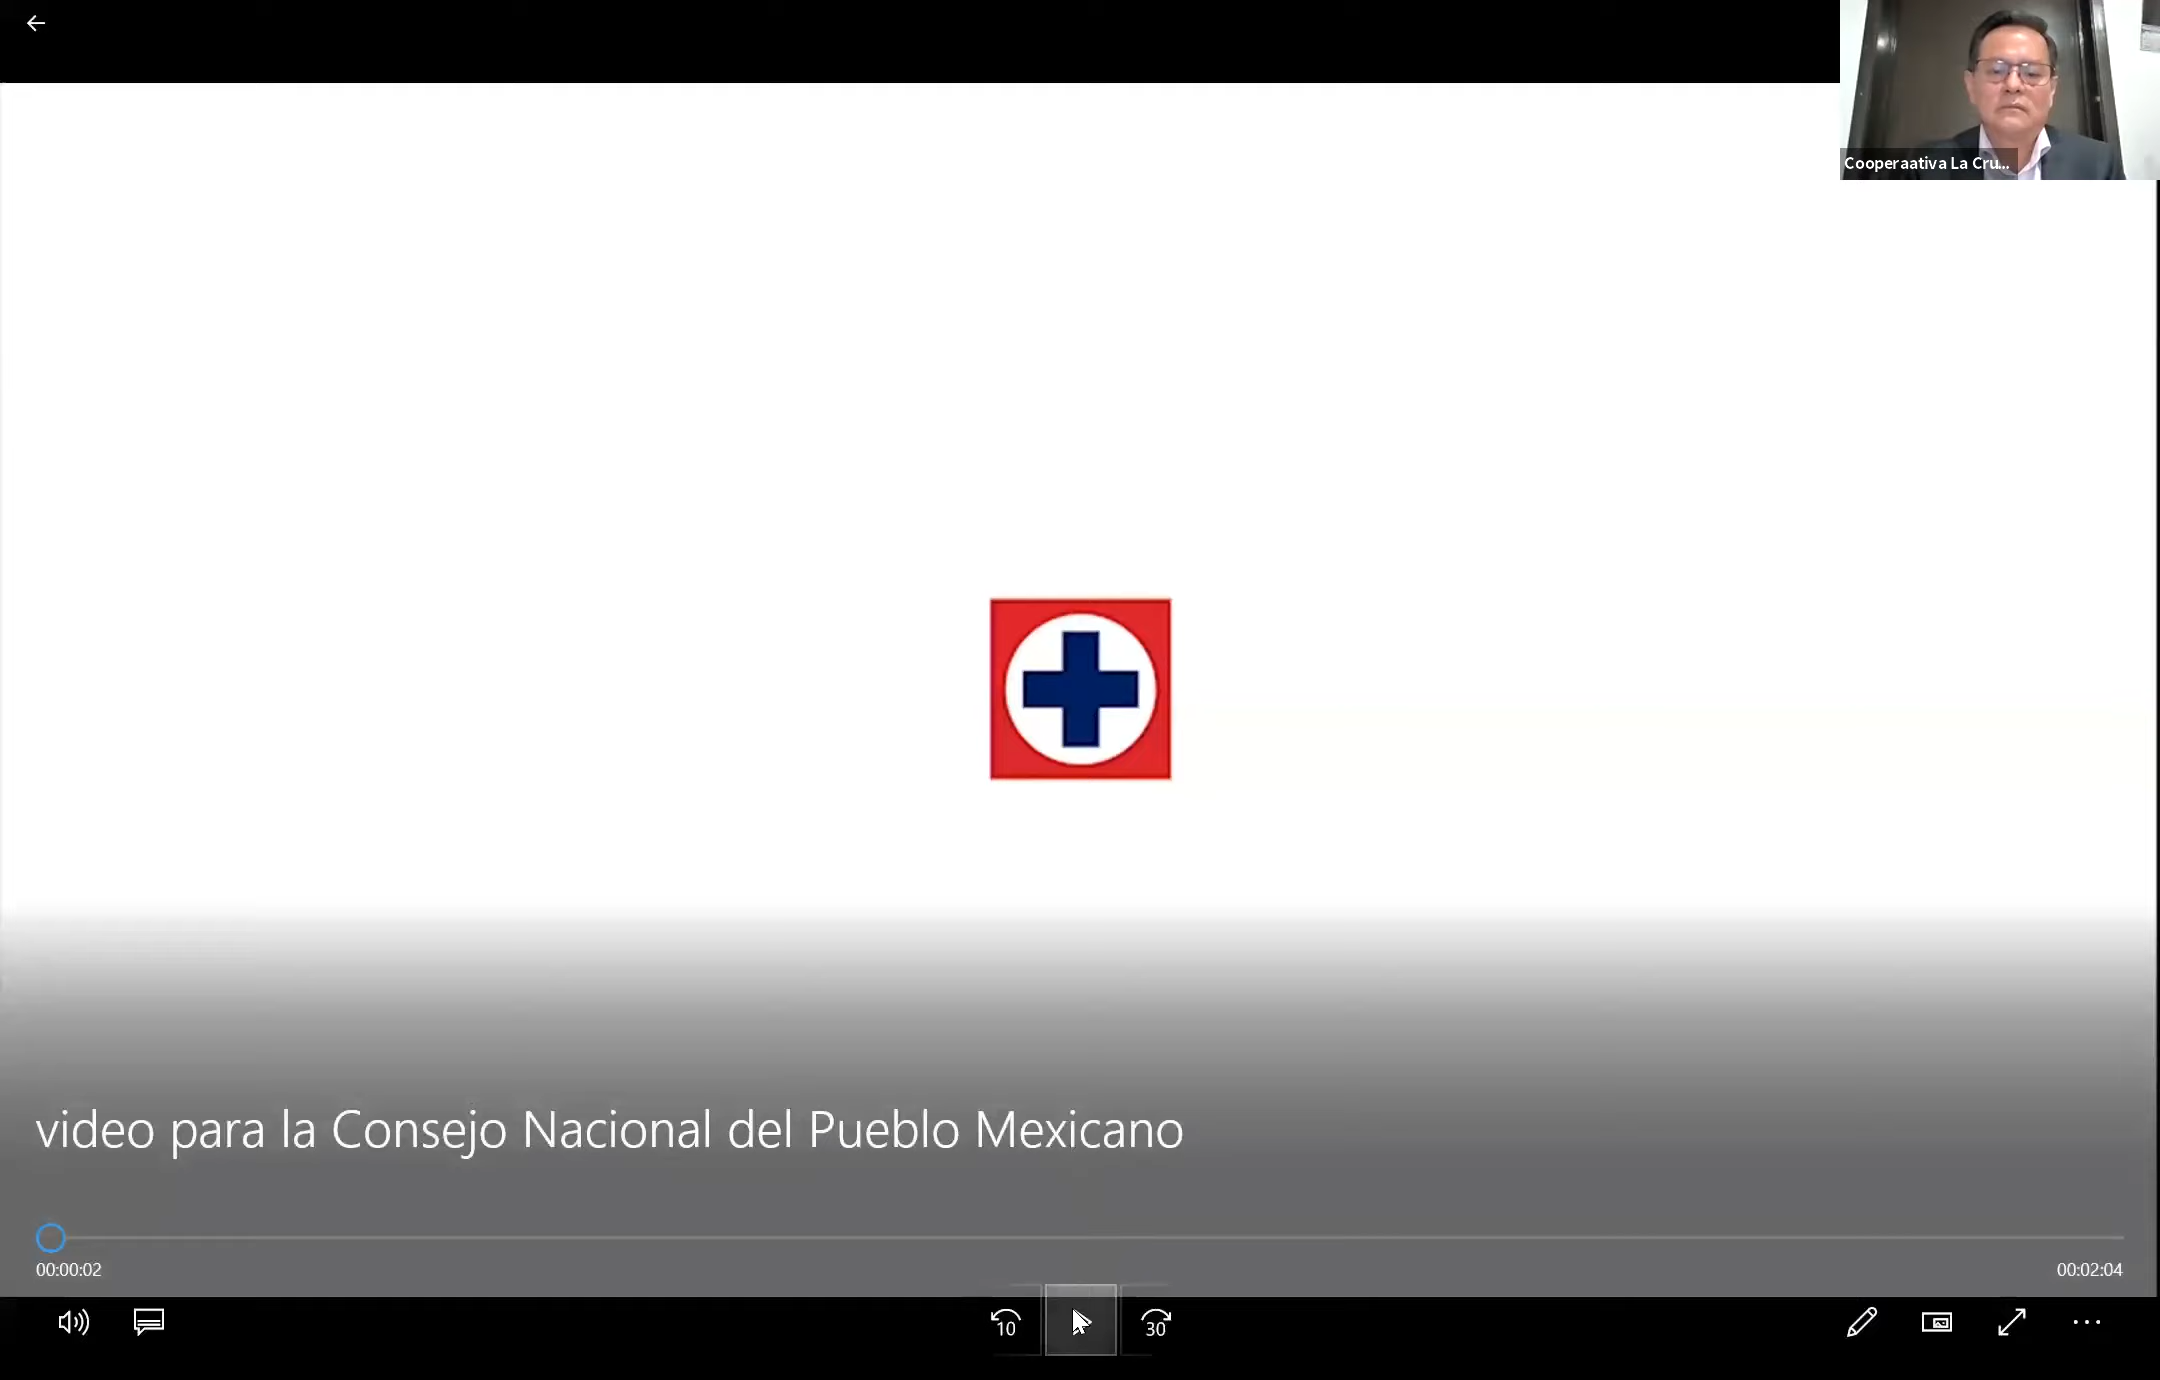 Cooperaativa La Cru...
video para la Consejo Nacional del Pueblo Mexicano
00:00:02
00:02:04
10
30